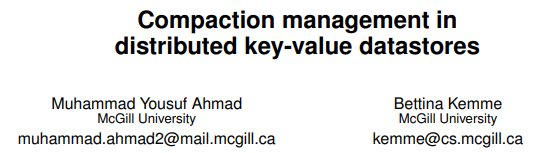 Compaction management in
distributed key-value datastores
Muhammad Yousuf Ahmad
McGill University
muhammad.ahmad2@mail.mcgill.ca
Bettina Kemme
McGill University
kemme@cs.mcgill.ca